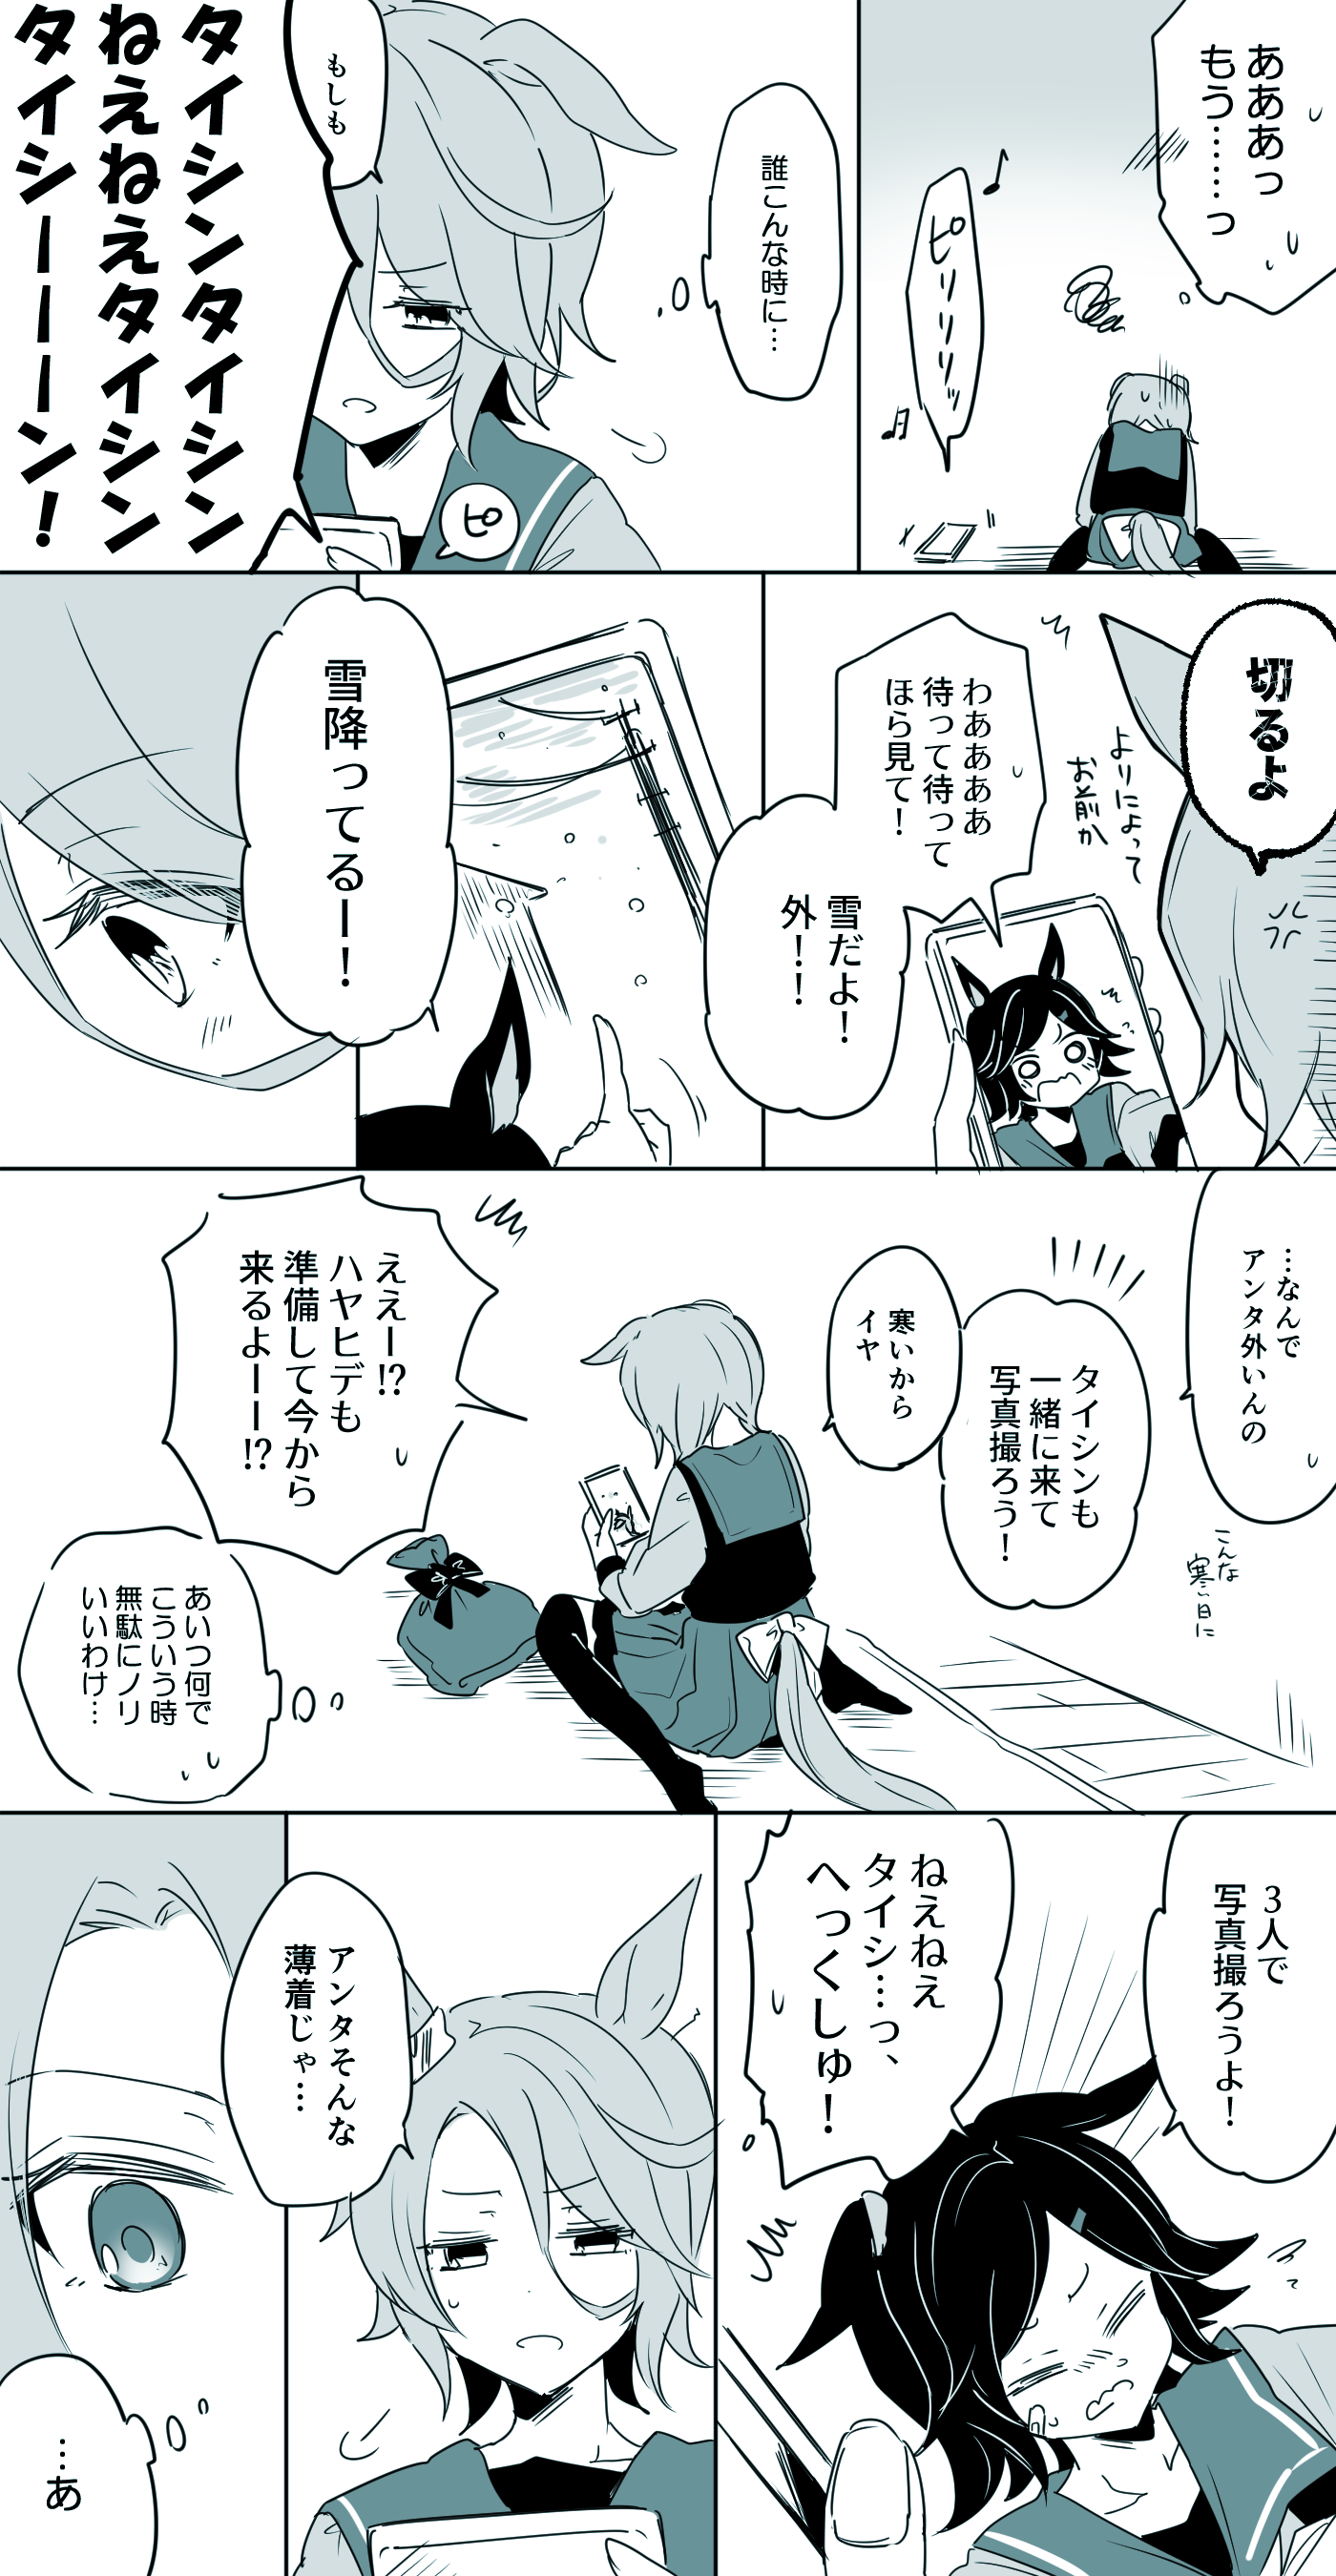 あああっ
もう……っ
ピリリリッ
誰こんな時に…
ピ
もしも
タイシンタイシン
ねえねえタイシン
タイシーーーン！
切るよ
よりによって
お前か
わああああ
待って待って
ほら見て！
雪だよ！
外！！
雪降ってるー！
…なんで
アンタ外いんの
こんな
寒い日に
タイシンも
一緒に来て
写真撮ろう！
寒いから
イヤ
ええー!?
ハヤヒデも
準備して今から
来るよーー!?
あいつ何で
こういう時
無駄にノリ
いいわけ…
3人で
写真撮ろうよ！
ねえねえ
タイシ…っ、
へっくしゅ！
アンタそんな
薄着じゃ…
…あ